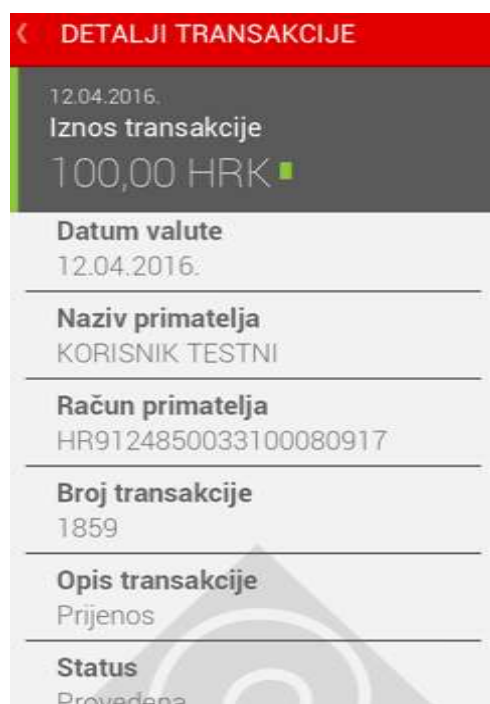 DETALJI TRANSAKCIJE
12.04.2016.
Iznos transakcije
100,00 HRK
Datum valute
12.04.2016.
Naziv primatelja
KORISNIK TESTNI
Račun primatelja
HR9124850033100080917
Broj transakcije
1859
Opis transakcije
Prijenos
Status
Provedena